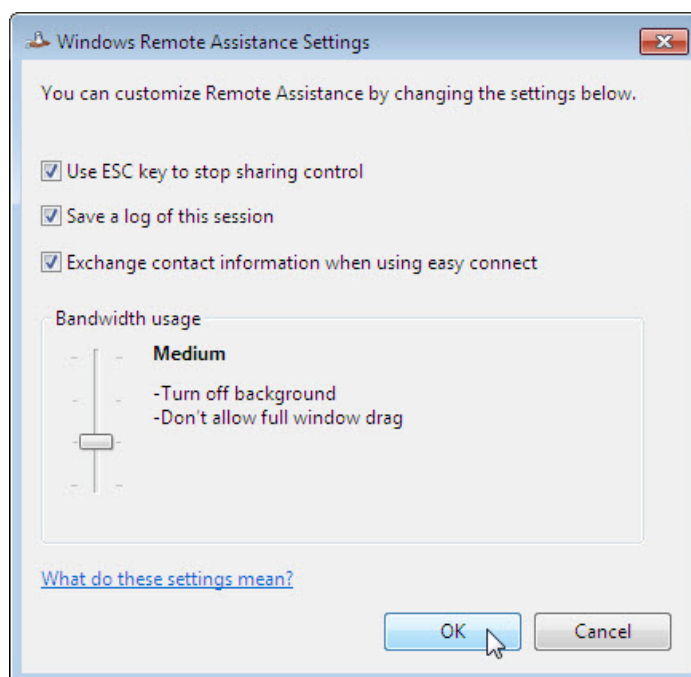 Windows Remote Assistance Settings
You can customize Remote Assistance by changing the settings below.
Use ESC key to stop sharing control
Save a log of this session
Exchange contact information when using easy connect
Bandwidth usage
Medium
-Turn off background
-Don't allow full window drag
What do these settings mean?
OK
Cancel